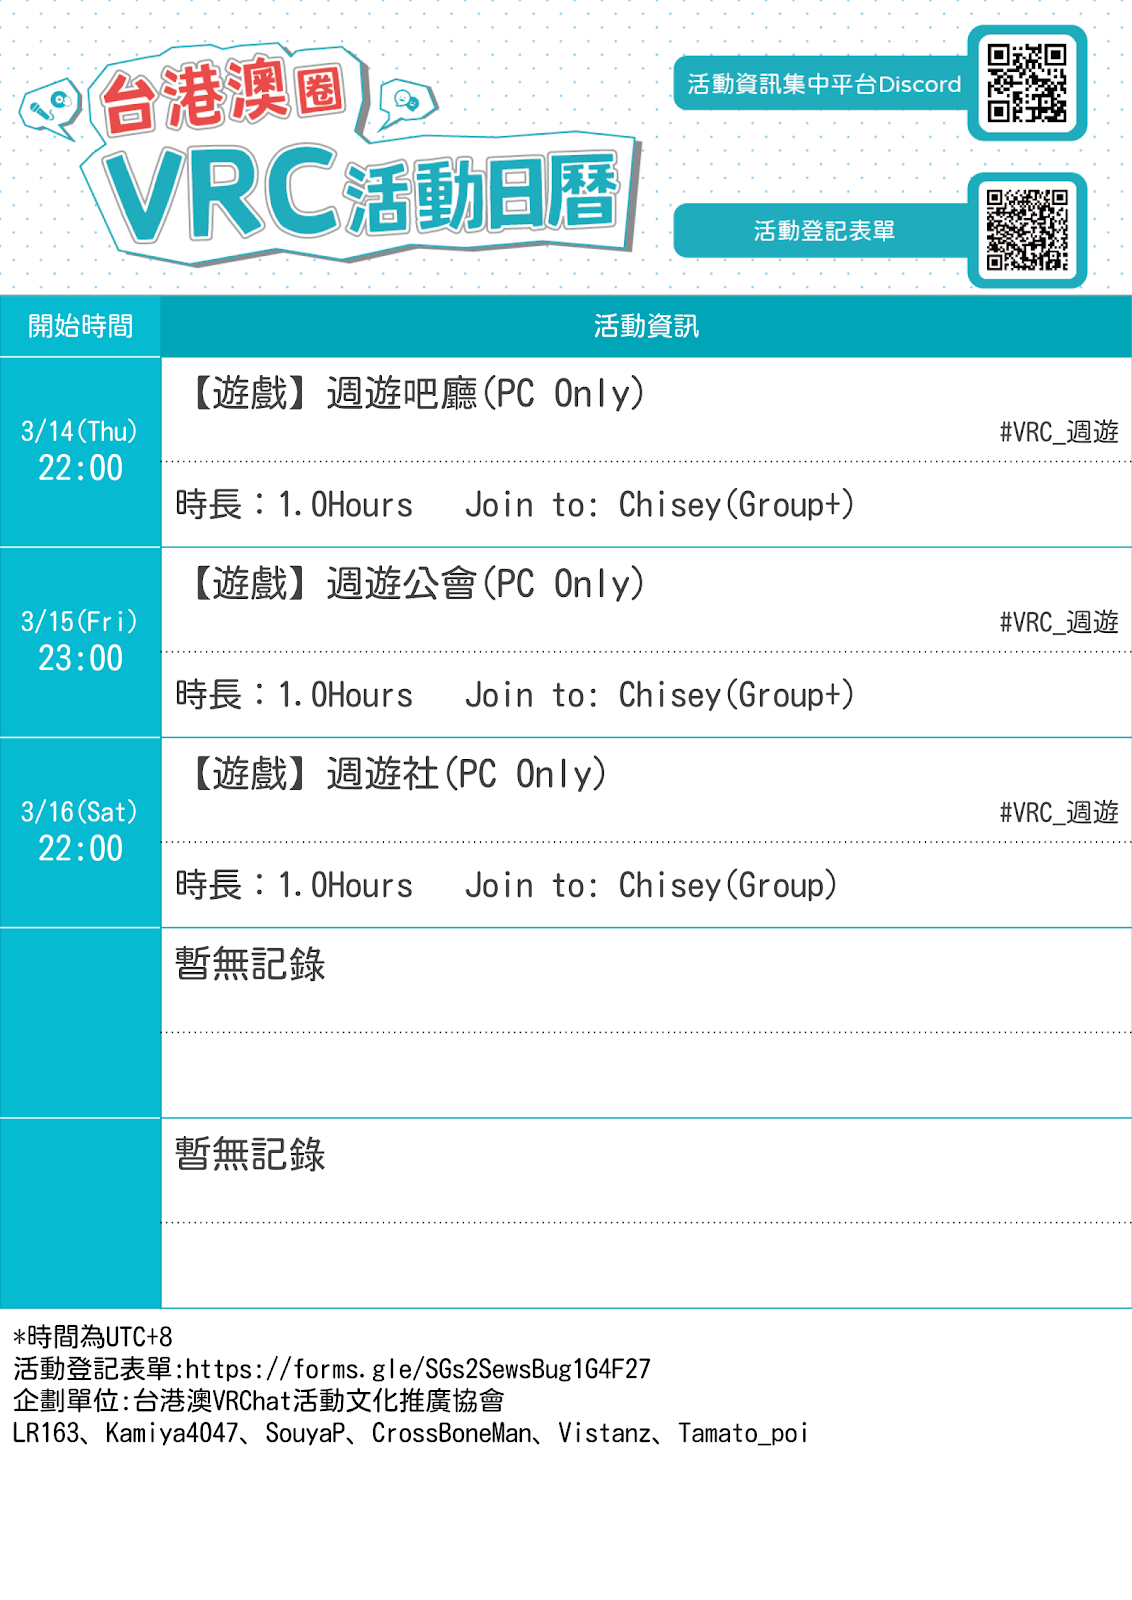 台港澳圈
VRC活動日曆
活動資訊集中平台Discord
活動登記表單
開始時間
活動資訊
3/14(Thu)
22:00
【遊戲】週遊吧廳(PC Only)
#VRC_週遊
時長：1.0Hours Join to: Chisey(Group+)
3/15(Fri)
23:00
【遊戲】週遊公會(PC Only)
#VRC_週遊
時長：1.0Hours Join to: Chisey(Group+)
3/16(Sat)
22:00
【遊戲】週遊社(PC Only)
#VRC_週遊
時長：1.0Hours Join to: Chisey(Group)
暫無記錄
暫無記錄
*時間為UTC+8
活動登記表單:https://forms.gle/SGs2SewsBug1G4F27
企劃單位:台港澳VRChat活動文化推廣協會
LR163、Kamiya4047、SouyaP、CrossBoneMan、Vistanz、Tamato_poi